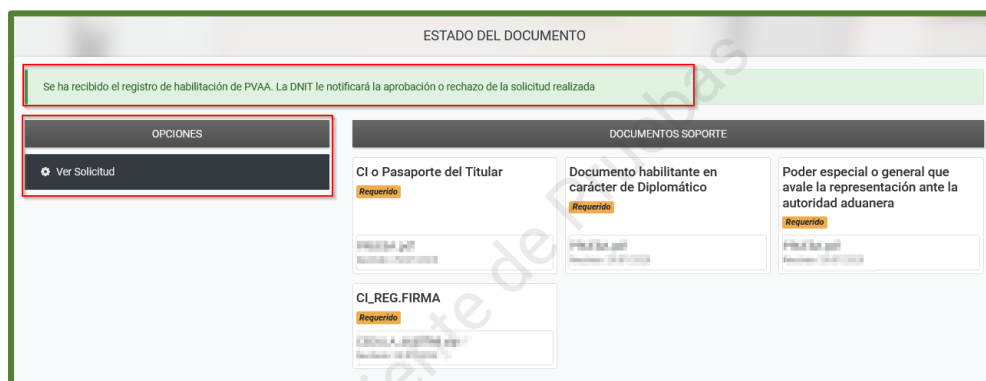 ESTADO DEL DOCUMENTO
Se ha recibido el registro de habilitación de PVAA. La DNIT le notificará la aprobación o rechazo de la solicitud realizada
OPCIONES
Ver Solicitud
DOCUMENTOS SOPORTE
CI o Pasaporte del Titular
Requerido
Documento habilitante en
carácter de Diplomático
Requerido
Poder especial o general que
avale la representación ante la
autoridad aduanera
Requerido
CI_REG.FIRMA
Requerido
de Pruebas